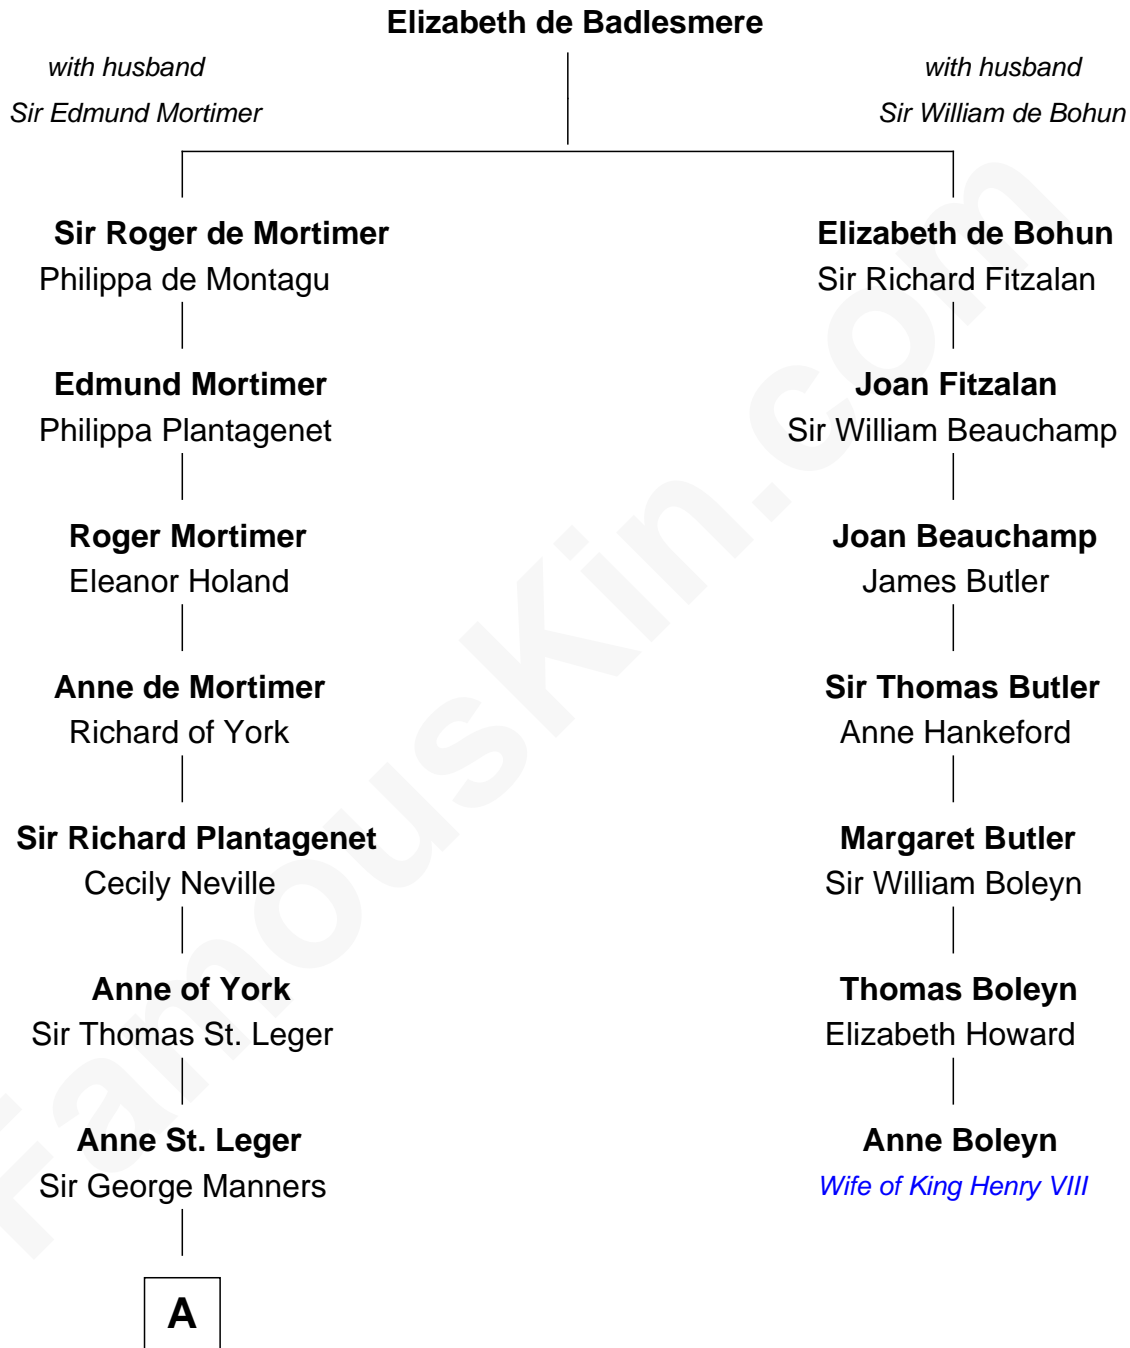 Elizabeth de Badlesmere
with husband
Sir Edmund Mortimer
with husband
Sir William de Bohun
Sir Roger de Mortimer
Philippa de Montagu
Edmund Mortimer
Philippa Plantagenet
Roger Mortimer
Eleanor Holand
Anne de Mortimer
Richard of York
Sir Richard Plantagenet
Cecily Neville
Anne of York
Sir Thomas St. Leger
Anne St. Leger
Sir George Manners
A
Elizabeth de Bohun
Sir Richard Fitzalan
Joan Fitzalan
Sir William Beauchamp
Joan Beauchamp
James Butler
Sir Thomas Butler
Anne Hankeford
Margaret Butler
Sir William Boleyn
Thomas Boleyn
Elizabeth Howard
Anne Boleyn
Wife of King Henry VIII
FamousKin.com